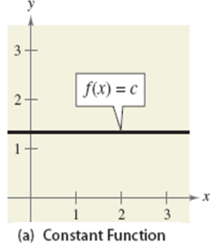 y
3
2
f(x) = c
1
x
1 2 3
(a) Constant Function